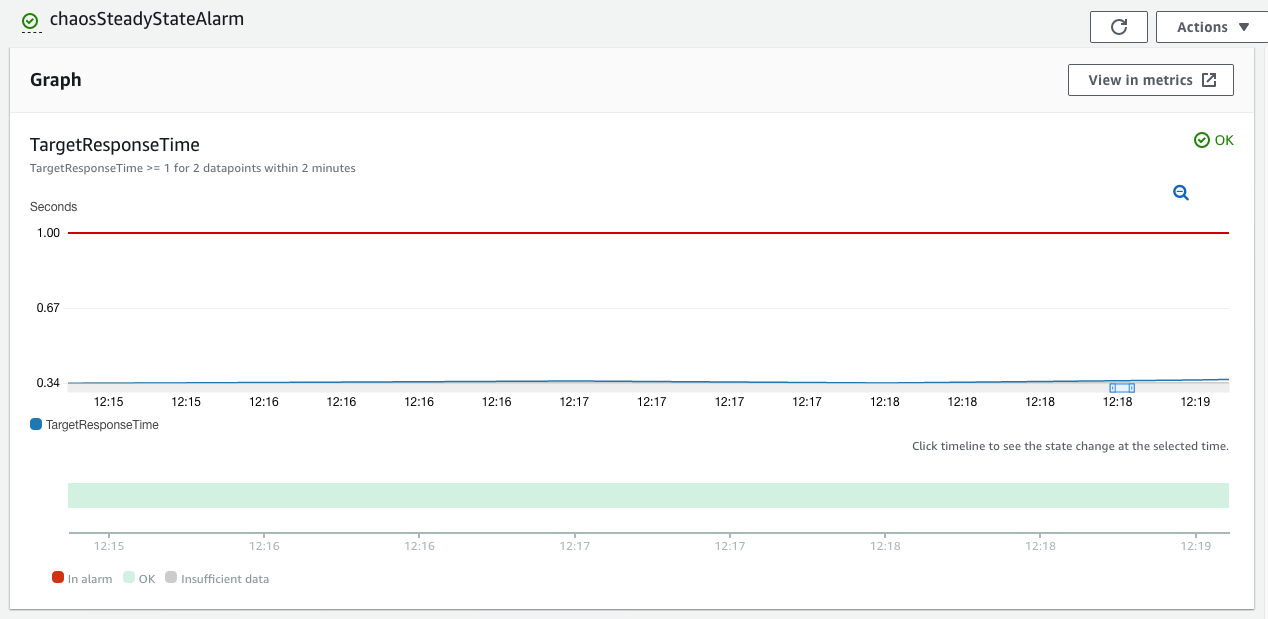 chaosSteadyStateAlarm
Actions
Graph
View in metrics
TargetResponseTime
OK
TargetResponseTime >= 1 for 2 datapoints within 2 minutes
Seconds
1.00
0.67
0.34
12:15 12:15 12:16 12:16 12:16 12:16 12:17 12:17 12:17 12:17 12:18 12:18 12:18 12:18 12:19
TargetResponseTime
Click timeline to see the state change at the selected time.
12:15 12:16 12:16 12:17 12:17 12:18 12:18 12:19
In alarm OK Insufficient data